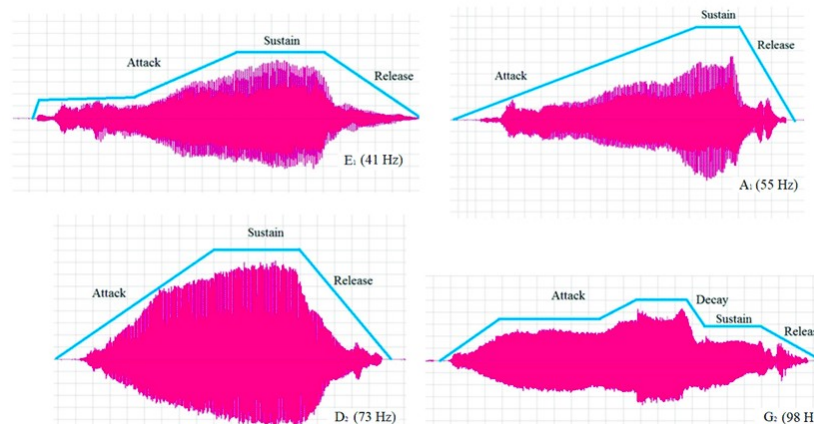 Attack
Sustain
Release
E₁ (41 Hz)
Attack
Sustain
Release
A₁ (55 Hz)
Attack
Sustain
Release
D₂ (73 Hz)
Attack
Decay
Sustain
Releas
G₂ (98 H